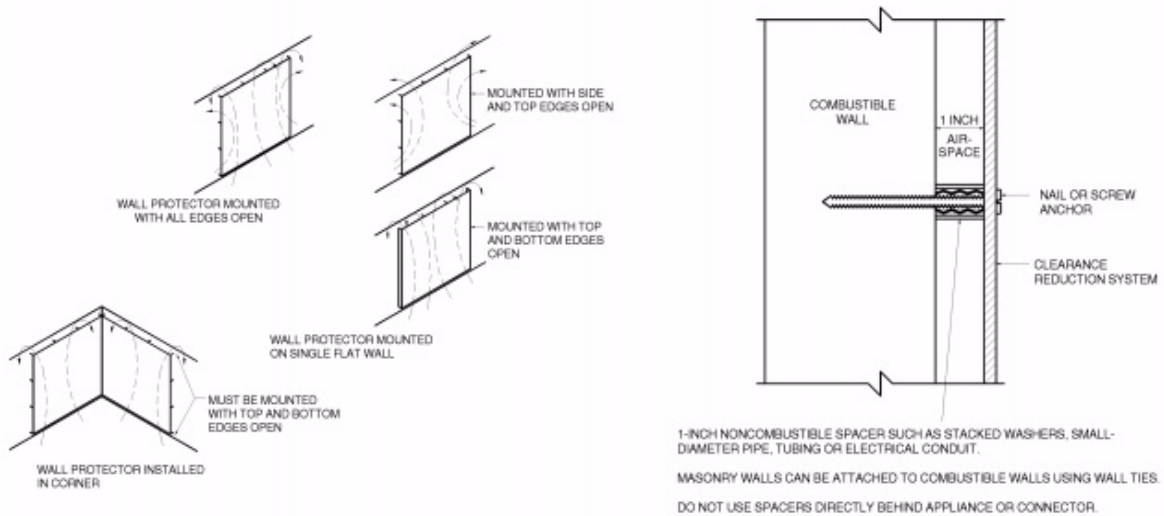 MOUNTED WITH SIDE
AND TOP EDGES OPEN
WALL PROTECTOR MOUNTED
WITH ALL EDGES OPEN
MOUNTED WITH TOP
AND BOTTOM EDGES
OPEN
WALL PROTECTOR MOUNTED
ON SINGLE FLAT WALL
MUST BE MOUNTED
WITH TOP AND BOTTOM
EDGES OPEN
WALL PROTECTOR INSTALLED
IN CORNER
COMBUSTIBLE
WALL
1 INCH
AIR-
SPACE
NAIL OR SCREW
ANCHOR
CLEARANCE
REDUCTION SYSTEM
1-INCH NONCOMBUSTIBLE SPACER SUCH AS STACKED WASHERS, SMALL-
DIAMETER PIPE, TUBING OR ELECTRICAL CONDUIT.
MASONRY WALLS CAN BE ATTACHED TO COMBUSTIBLE WALLS USING WALL TIES.
DO NOT USE SPACERS DIRECTLY BEHIND APPLIANCE OR CONNECTOR.